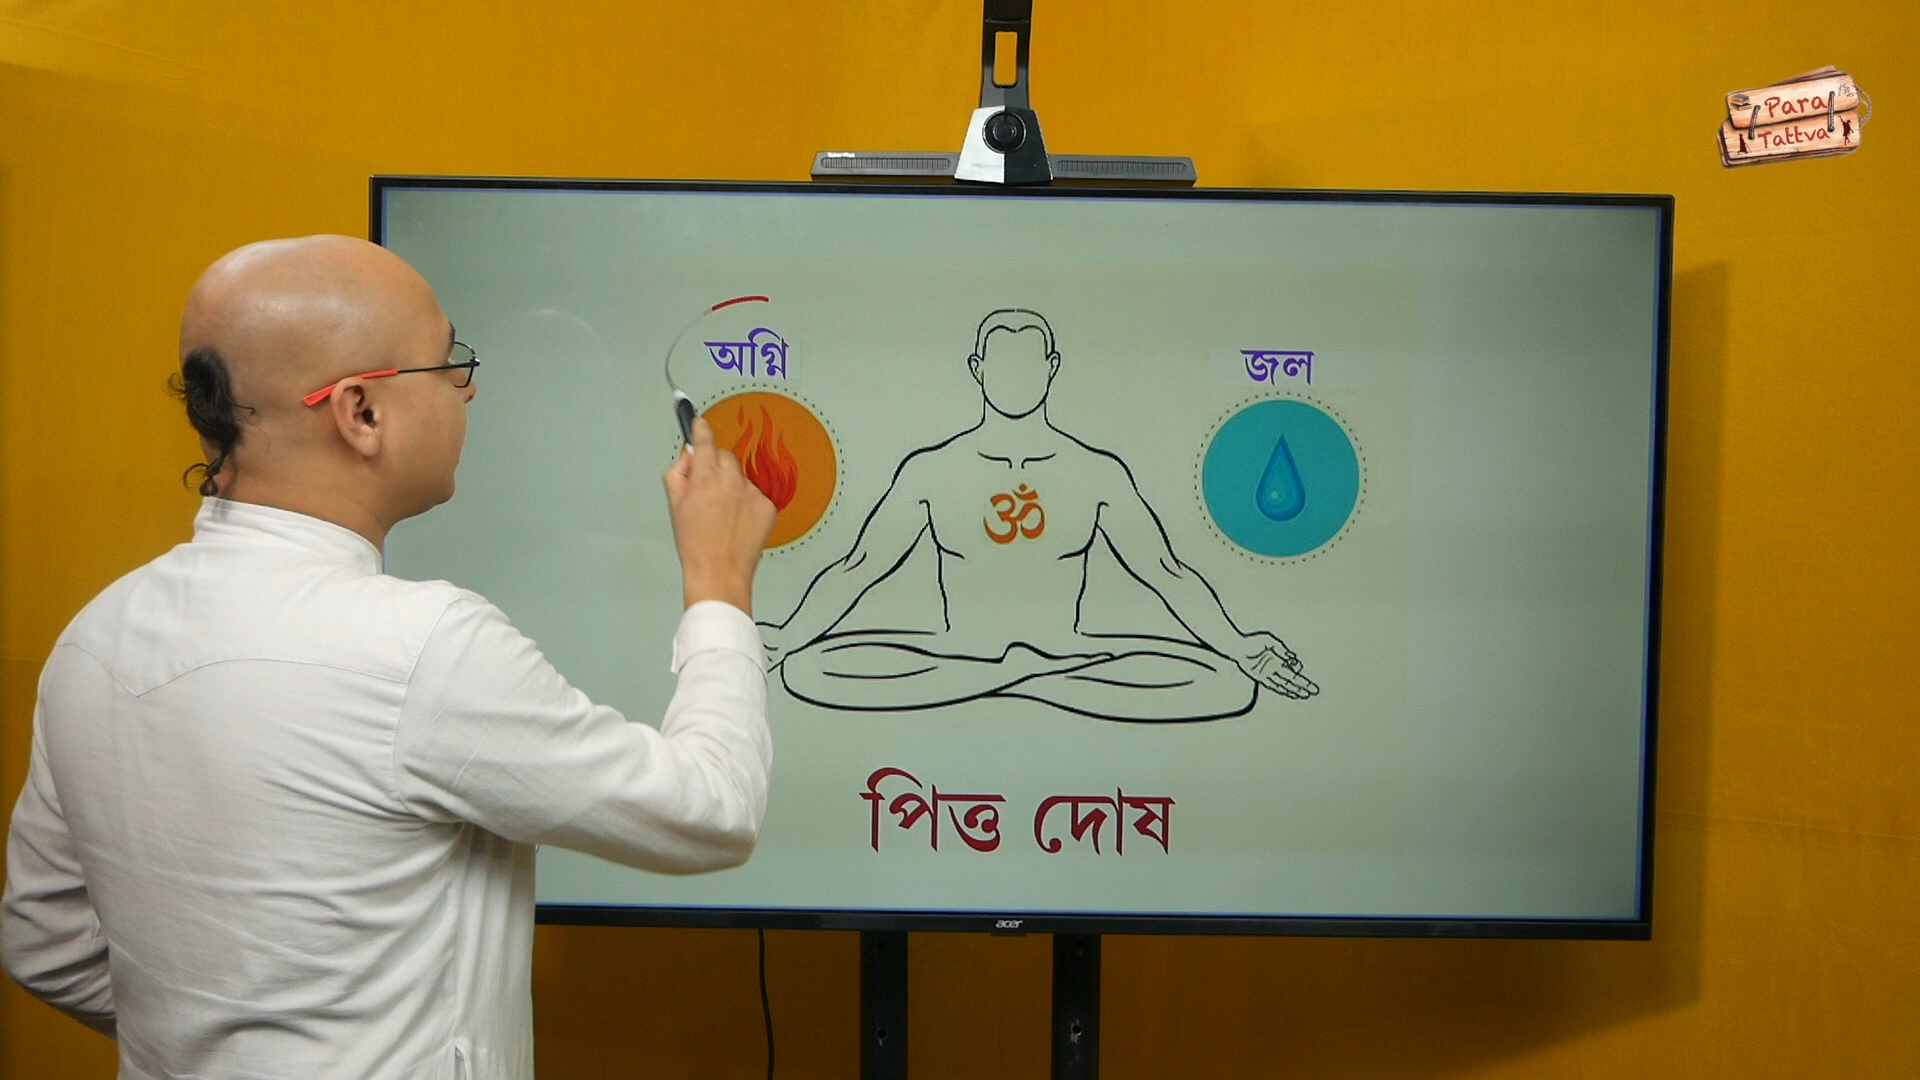 Para
Tattva
অগ্নি
জল
ॐ
পিত্ত দোষ
acer